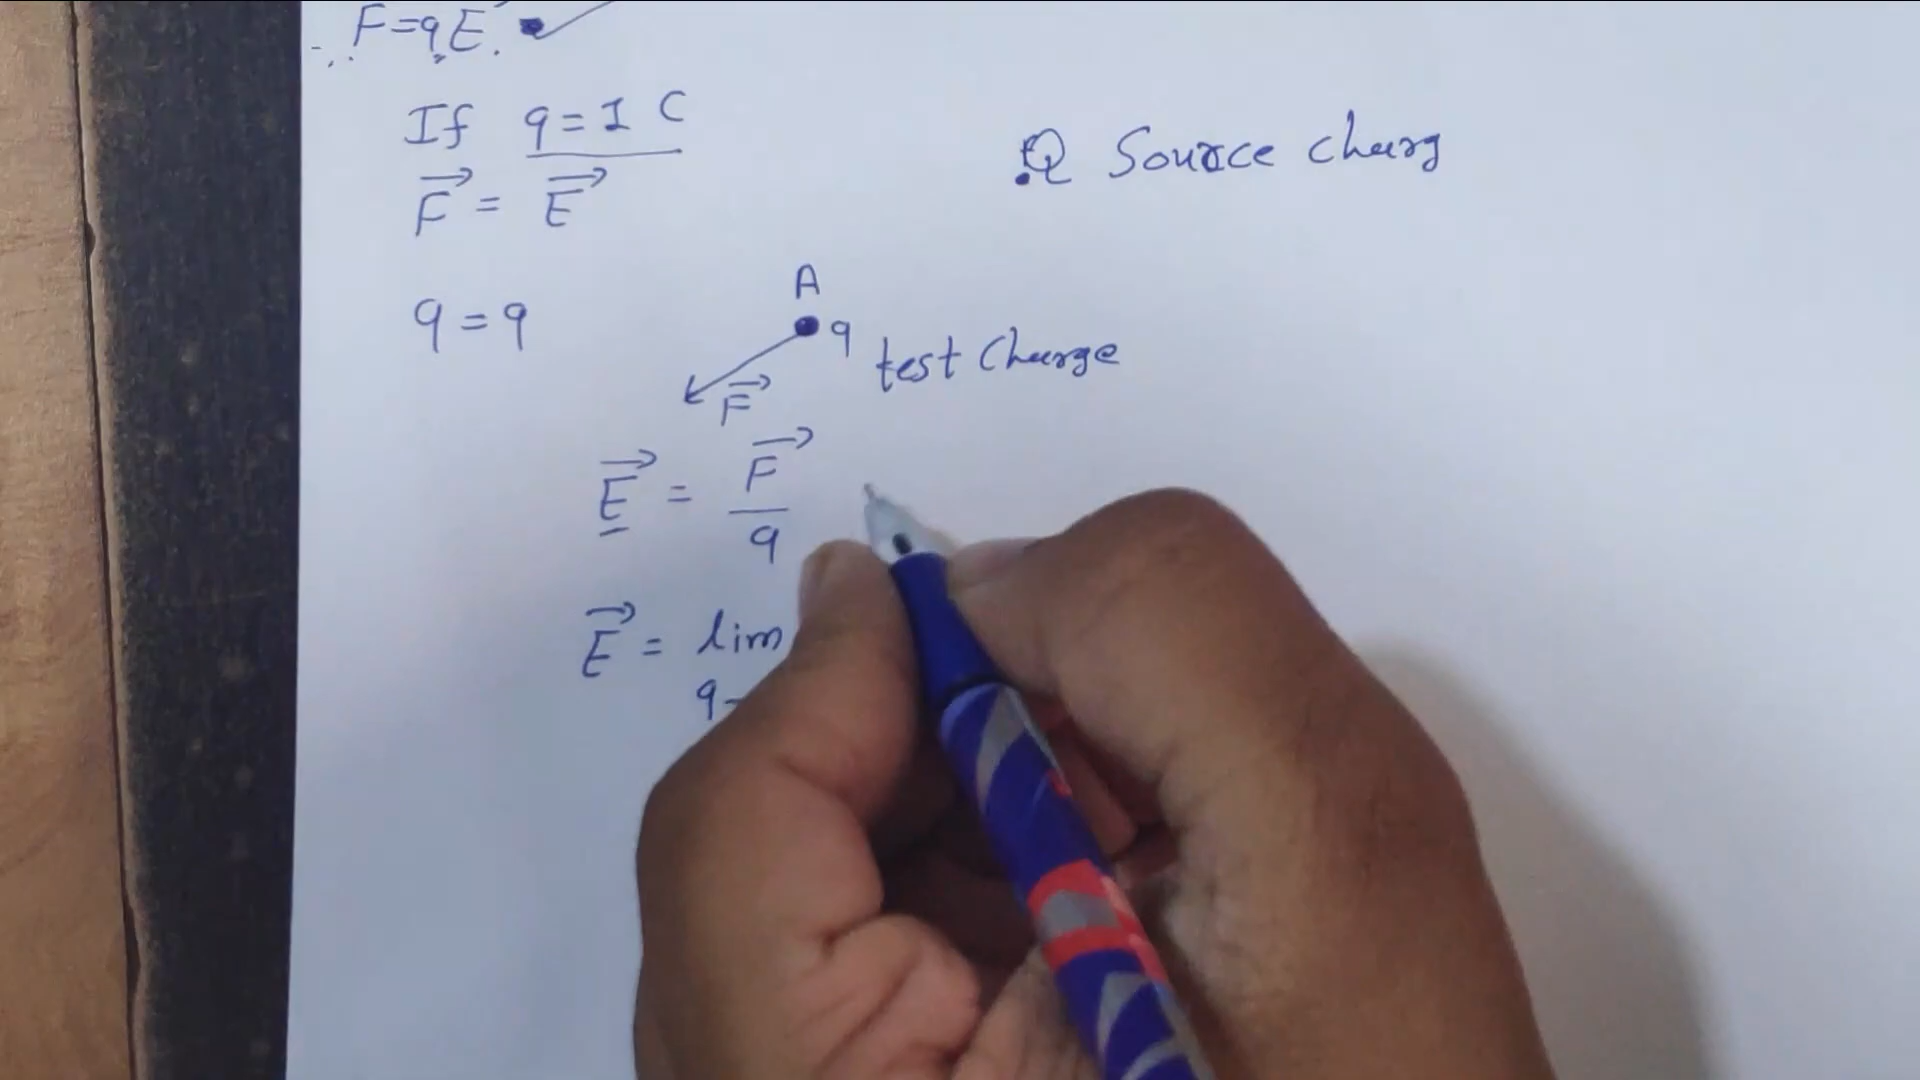 F=qE.
If q=1 C
F⃗ = E⃗
.Q Source charg
q=q
A
q test Charge
F⃗
E⃗ = F⃗/q
E⃗ = lim
q-